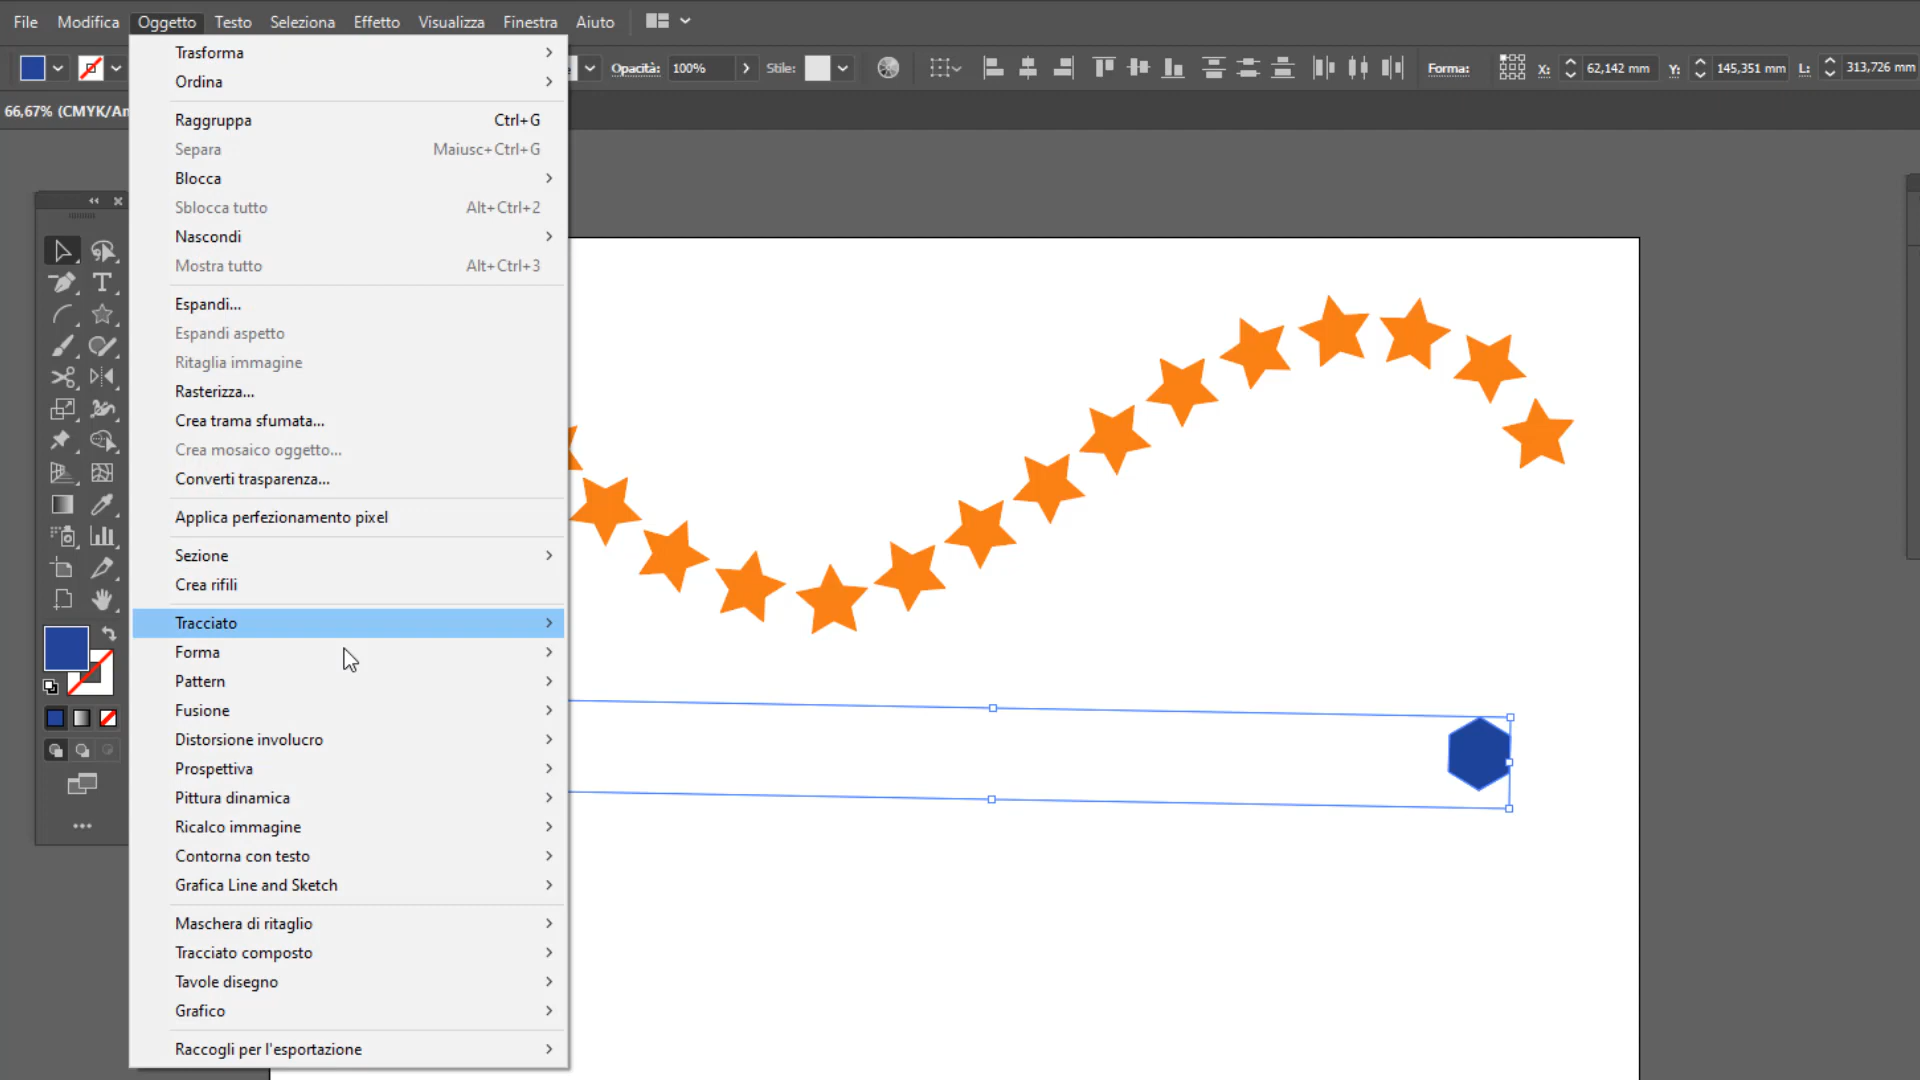 File Modifica Oggetto Testo Seleziona Effetto Visualizza Finestra Aiuto
Opacità: 100% Stile: Forma: X: 62,142 mm Y: 145,351 mm L: 313,726 mm
66,67% (CMYK/An
Trasforma
Ordina
Raggruppa Ctrl+G
Separa Maiusc+Ctrl+G
Blocca
Sblocca tutto Alt+Ctrl+2
Nascondi
Mostra tutto Alt+Ctrl+3
Espandi...
Espandi aspetto
Ritaglia immagine
Rasterizza...
Crea trama sfumata...
Crea mosaico oggetto...
Converti trasparenza...
Applica perfezionamento pixel
Sezione
Crea rifili
Tracciato
Forma
Pattern
Fusione
Distorsione involucro
Prospettiva
Pittura dinamica
Ricalco immagine
Contorna con testo
Grafica Line and Sketch
Maschera di ritaglio
Tracciato composto
Tavole disegno
Grafico
Raccogli per l'esportazione